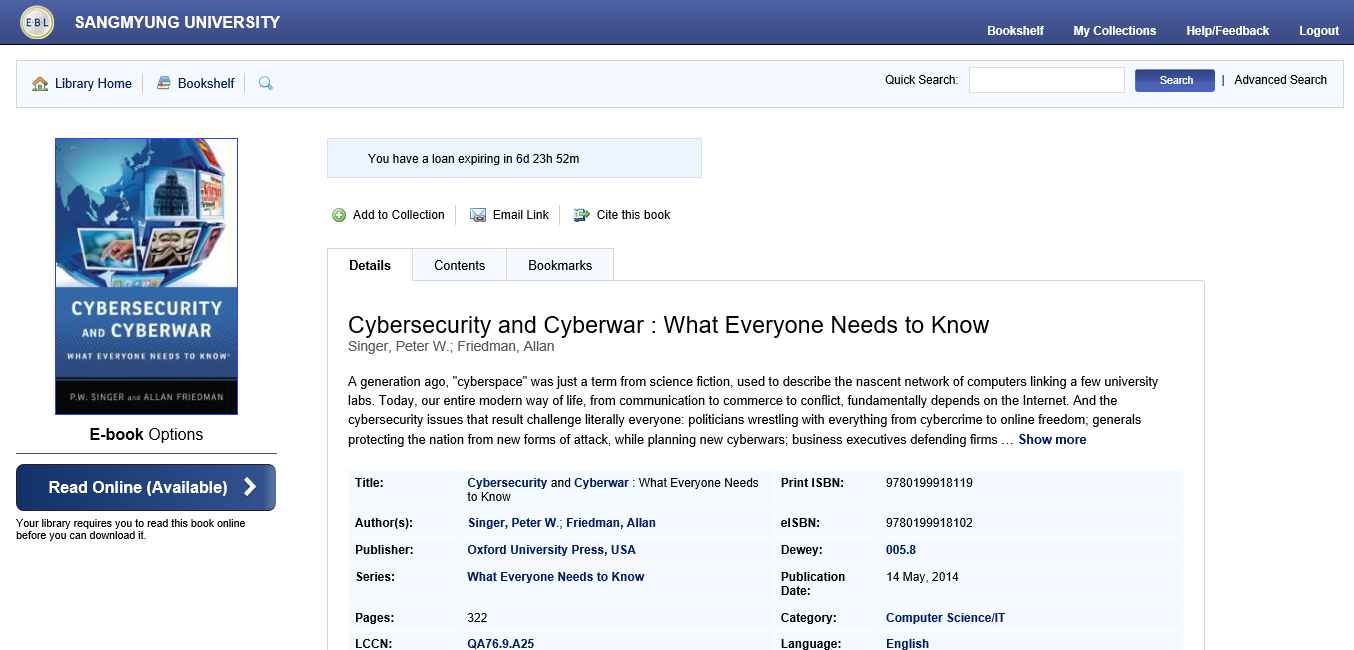 EBL
SANGMYUNG UNIVERSITY
Bookshelf My Collections Help/Feedback Logout
Library Home Bookshelf
Quick Search: Search | Advanced Search
CYBERSECURITY
AND CYBERWAR
WHAT EVERYONE NEEDS TO KNOW®
P.W. SINGER and ALLAN FRIEDMAN
E-book Options
Read Online (Available)
Your library requires you to read this book online
before you can download it.
You have a loan expiring in 6d 23h 52m
Add to Collection Email Link Cite this book
Details Contents Bookmarks
Cybersecurity and Cyberwar : What Everyone Needs to Know
Singer, Peter W.; Friedman, Allan
A generation ago, "cyberspace" was just a term from science fiction, used to describe the nascent network of computers linking a few university
labs. Today, our entire modern way of life, from communication to commerce to conflict, fundamentally depends on the Internet. And the
cybersecurity issues that result challenge literally everyone: politicians wrestling with everything from cybercrime to online freedom; generals
protecting the nation from new forms of attack, while planning new cyberwars; business executives defending firms … Show more
Title: Cybersecurity and Cyberwar : What Everyone Needs
to Know
Print ISBN: 9780199918119
Author(s): Singer, Peter W.; Friedman, Allan
eISBN: 9780199918102
Publisher: Oxford University Press, USA
Dewey: 005.8
Series: What Everyone Needs to Know
Publication
Date: 14 May, 2014
Pages: 322
Category: Computer Science/IT
LCCN: QA76.9.A25
Language: English